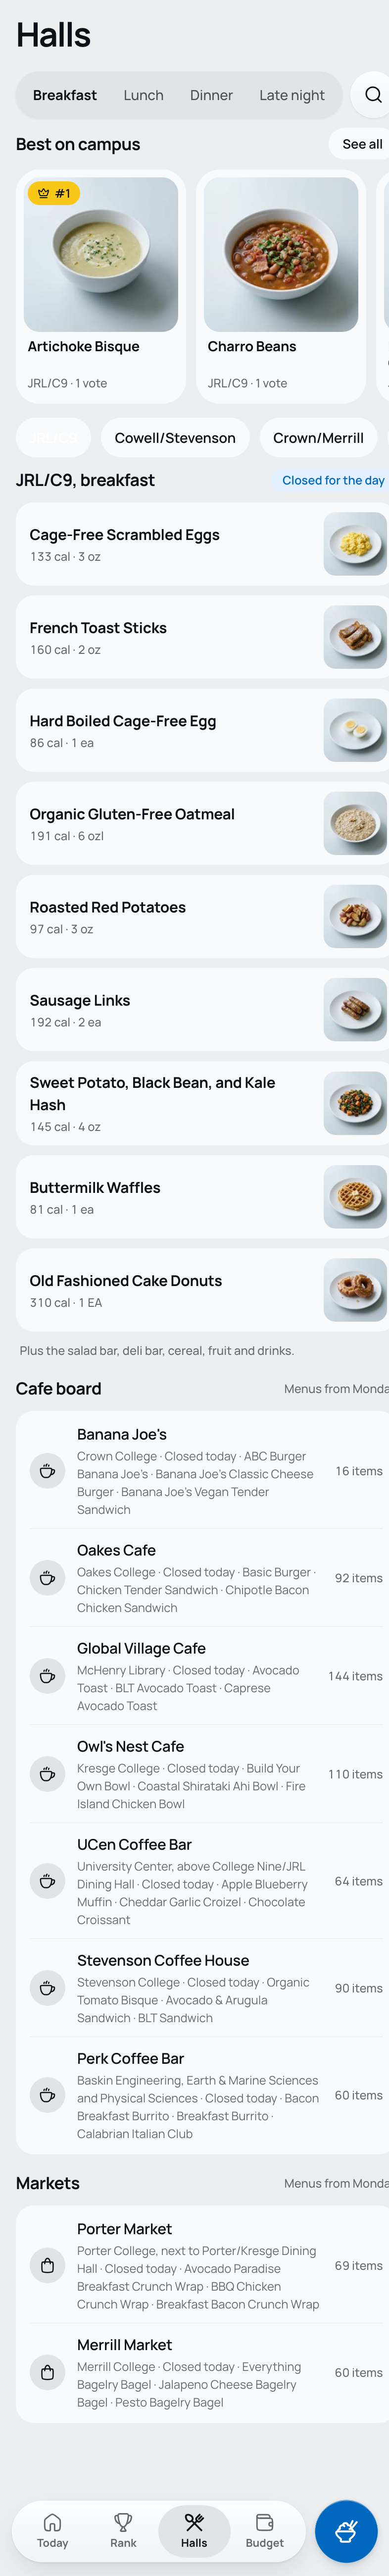 Halls
Breakfast Lunch Dinner Late night
Best on campus See all
#1
Artichoke Bisque
JRL/C9 · 1 vote
Charro Beans
JRL/C9 · 1 vote
JRL/C9 Cowell/Stevenson Crown/Merrill
JRL/C9, breakfast Closed for the day
Cage-Free Scrambled Eggs
133 cal · 3 oz
French Toast Sticks
160 cal · 2 oz
Hard Boiled Cage-Free Egg
86 cal · 1 ea
Organic Gluten-Free Oatmeal
191 cal · 6 ozl
Roasted Red Potatoes
97 cal · 3 oz
Sausage Links
192 cal · 2 ea
Sweet Potato, Black Bean, and Kale
Hash
145 cal · 4 oz
Buttermilk Waffles
81 cal · 1 ea
Old Fashioned Cake Donuts
310 cal · 1 EA
Plus the salad bar, deli bar, cereal, fruit and drinks.
Cafe board Menus from Monda
Banana Joe's
Crown College · Closed today · ABC Burger
Banana Joe's · Banana Joe's Classic Cheese
Burger · Banana Joe's Vegan Tender
Sandwich
16 items
Oakes Cafe
Oakes College · Closed today · Basic Burger ·
Chicken Tender Sandwich · Chipotle Bacon
Chicken Sandwich
92 items
Global Village Cafe
McHenry Library · Closed today · Avocado
Toast · BLT Avocado Toast · Caprese
Avocado Toast
144 items
Owl's Nest Cafe
Kresge College · Closed today · Build Your
Own Bowl · Coastal Shirataki Ahi Bowl · Fire
Island Chicken Bowl
110 items
UCen Coffee Bar
University Center, above College Nine/JRL
Dining Hall · Closed today · Apple Blueberry
Muffin · Cheddar Garlic Croizel · Chocolate
Croissant
64 items
Stevenson Coffee House
Stevenson College · Closed today · Organic
Tomato Bisque · Avocado & Arugula
Sandwich · BLT Sandwich
90 items
Perk Coffee Bar
Baskin Engineering, Earth & Marine Sciences
and Physical Sciences · Closed today · Bacon
Breakfast Burrito · Breakfast Burrito ·
Calabrian Italian Club
60 items
Markets Menus from Monda
Porter Market
Porter College, next to Porter/Kresge Dining
Hall · Closed today · Avocado Paradise
Breakfast Crunch Wrap · BBQ Chicken
Crunch Wrap · Breakfast Bacon Crunch Wrap
69 items
Merrill Market
Merrill College · Closed today · Everything
Bagelry Bagel · Jalapeno Cheese Bagelry
Bagel · Pesto Bagelry Bagel
60 items
Today Rank Halls Budget